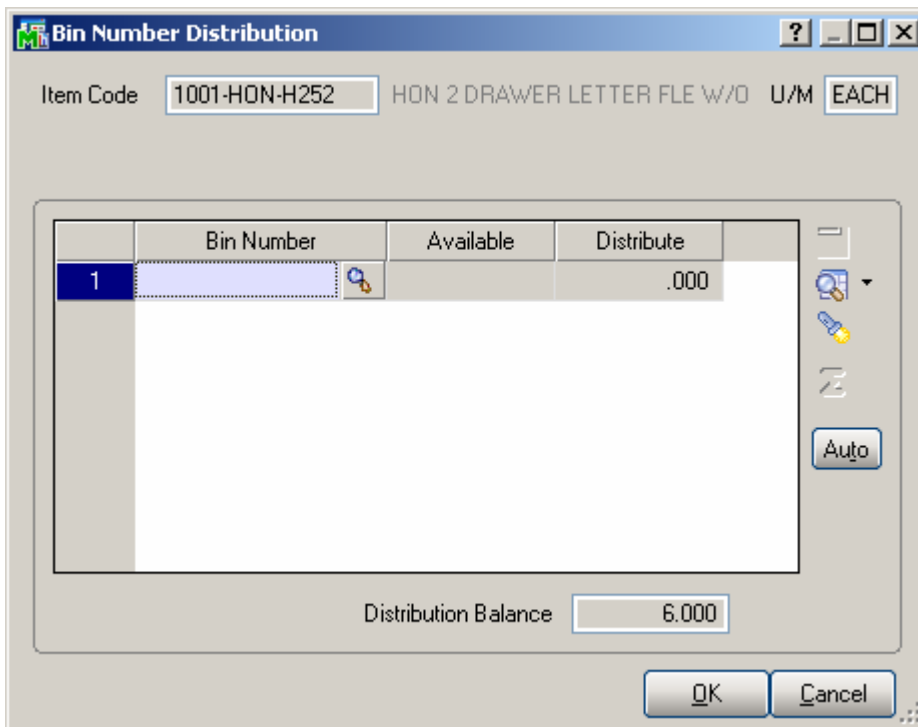 Bin Number Distribution ?
Item Code 1001-HON-H252 HON 2 DRAWER LETTER FLE W/O U/M EACH
Bin Number Available Distribute
1 .000
Auto
Distribution Balance 6.000
OK Cancel